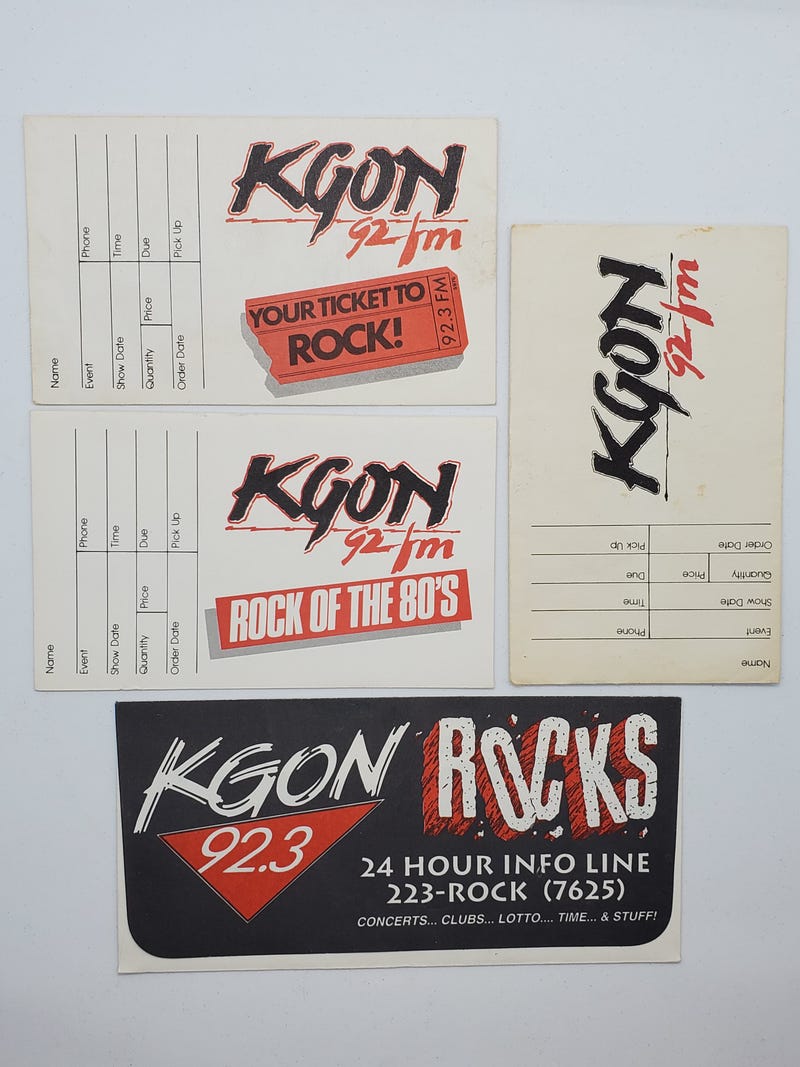 Name
Event
Phone
Show Date
Time
Quantity
Price
Due
Order Date
Pick Up
KGON
92 fm
YOUR TICKET TO
ROCK!
92.3 FM
Name
Event
Phone
Show Date
Time
Quantity
Price
Due
Order Date
Pick Up
KGON
92 fm
ROCK OF THE 80'S
KGON
92 fm
Name
Event
Phone
Show Date
Time
Quantity
Price
Due
Order Date
Pick Up
KGON
92.3
ROCKS
24 HOUR INFO LINE
223-ROCK (7625)
CONCERTS... CLUBS... LOTTO.... TIME... & STUFF!